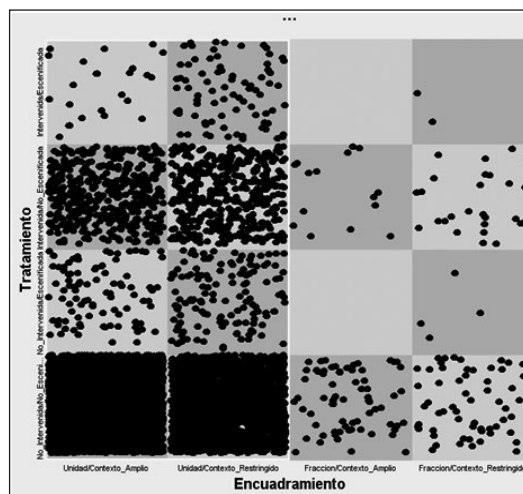 ...
Tratamiento
Intervenida/Escenificada
Intervenida/No_Escenificada
No_Intervenida/Escenificada
No_Intervenida/No_Esceni...
Unidad/Contexto_Amplio
Unidad/Contexto_Restringido
Fraccion/Contexto_Amplio
Fraccion/Contexto_Restringido
Encuadramiento